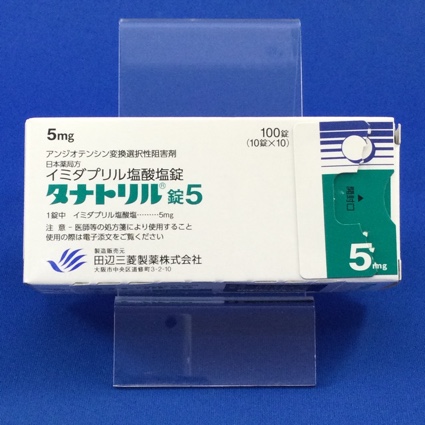 5mg
100錠
(10錠×10)
アンジオテンシン変換選択性阻害剤
日本薬局方
イミダプリル塩酸塩錠
タナトリル®錠5
1錠中 イミダプリル塩酸塩………5mg
注意-医師等の処方箋により使用すること
使用の際は電子添文をご覧ください
製造販売元
田辺三菱製薬株式会社
大阪市中央区道修町3-2-10
開封口
5mg